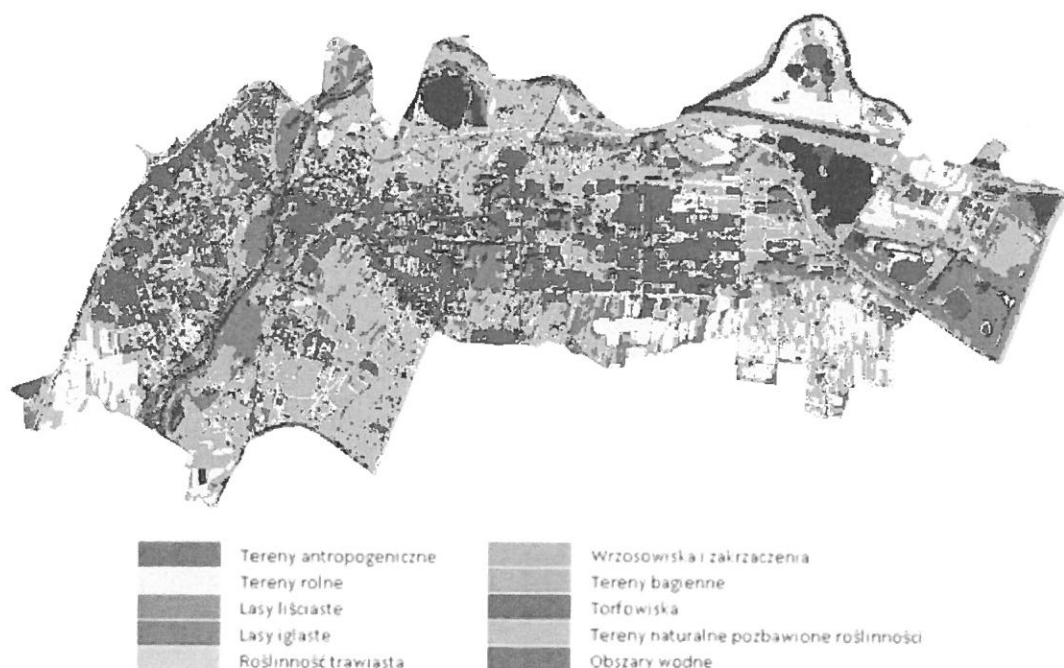 Tereny antropogeniczne
Tereny rolne
Lasy liściaste
Lasy iglaste
Roślinność trawiasta
Wrzosowiska i zakrzaczenia
Tereny bagienne
Torfowiska
Tereny naturalne pozbawione roślinności
Obszary wodne